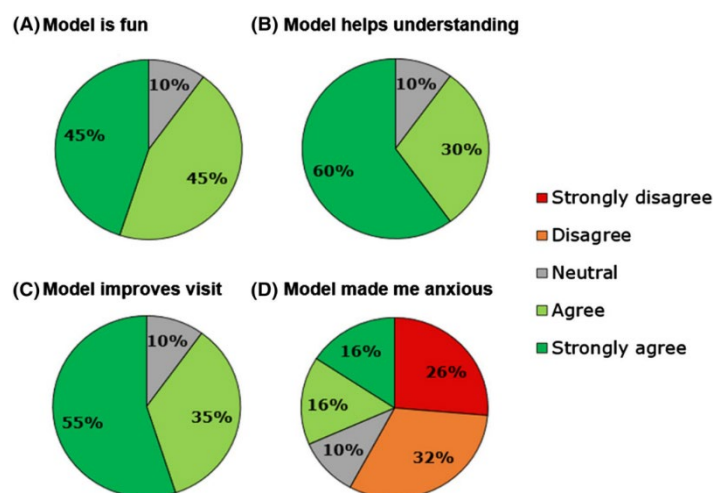 (A) Model is fun
10%
45%
45%
(B) Model helps understanding
10%
30%
60%
Strongly disagree
Disagree
Neutral
Agree
Strongly agree
(C) Model improves visit
10%
35%
55%
(D) Model made me anxious
16%
26%
16%
10%
32%